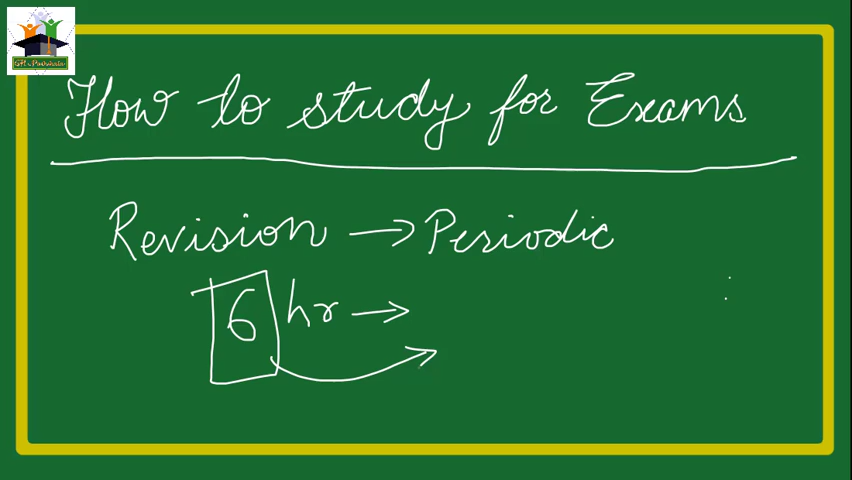 How to study for Exams
Revision → Periodic
6 hr →